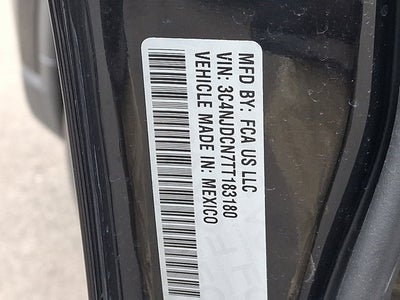 MFD BY: FCA US LLC
VIN: 3C4NJDCN7TT183180
VEHICLE MADE IN: MEXICO